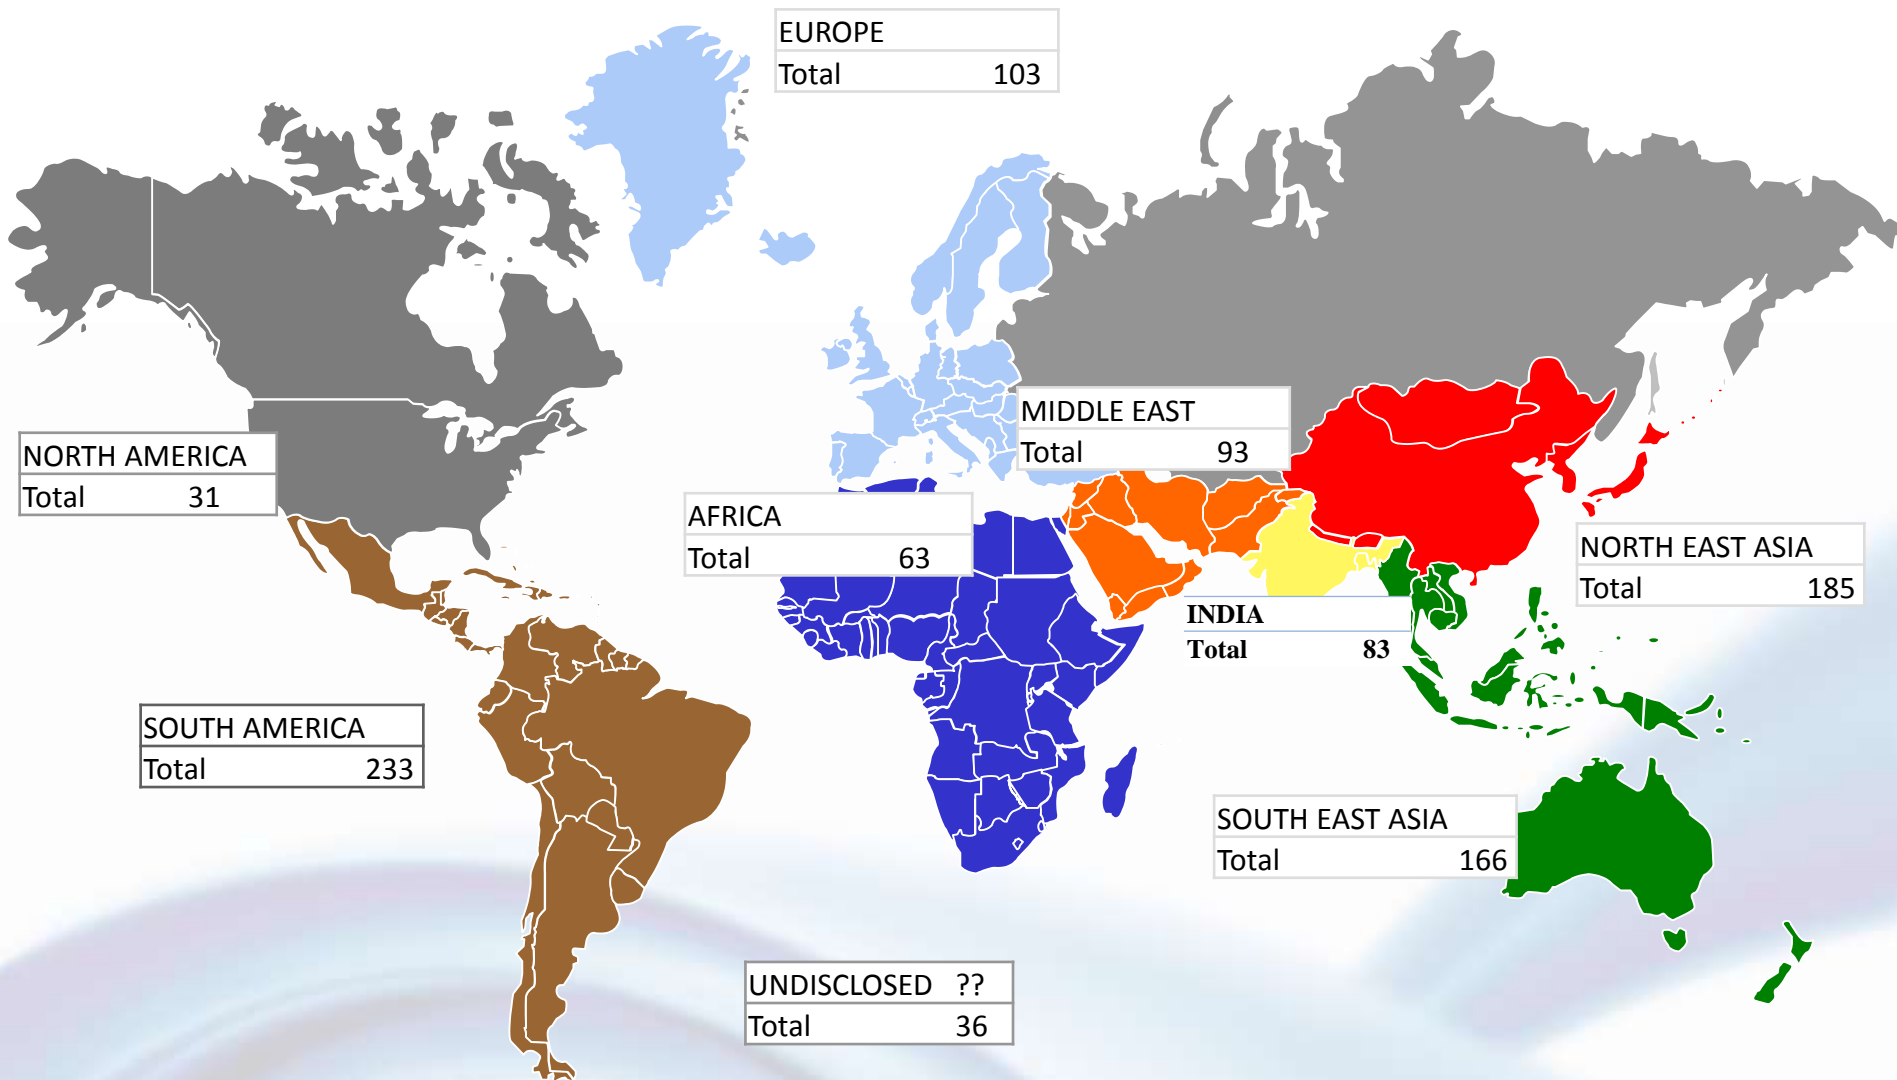 EUROPE
Total 103
MIDDLE EAST
Total 93
NORTH AMERICA
Total 31
AFRICA
Total 63
NORTH EAST ASIA
Total 185
INDIA
Total 83
SOUTH AMERICA
Total 233
SOUTH EAST ASIA
Total 166
UNDISCLOSED ??
Total 36